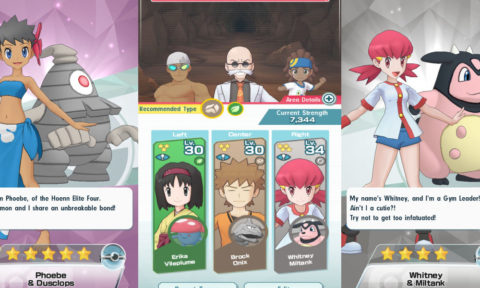 m Phoebe, of the Hoenn Elite Four.
mon and I share an unbreakable bond!
Phoebe
& Dusclops
Recommended Type
Area Details
Current Strength
7,344
Left
Center
Right
Lv.
30
Lv.
30
Lv.
34
Erika
Vileplume
Brock
Onix
Whitney
Miltank
My name's Whitney, and I'm a Gym Leader!
Ain't I a cutie?!
Try not to get too infatuated!
Whitney
& Miltank